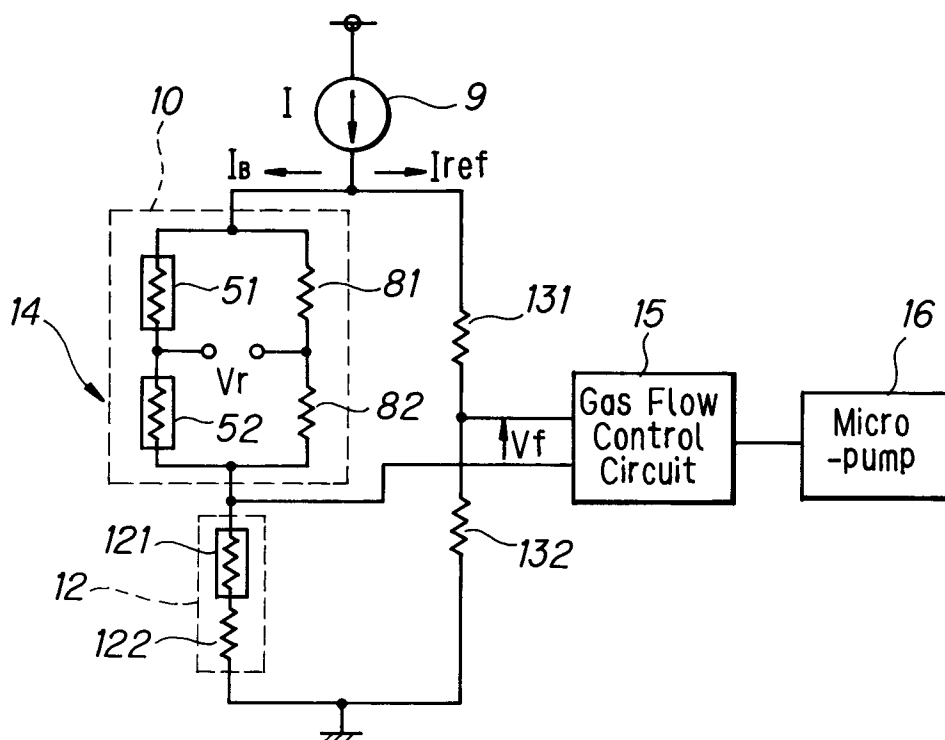 10
I
9
IB
Iref
51
81
131
15
16
14
Vr
Gas Flow
Control
Circuit
Micro
-pump
52
82
Vf
121
132
12
122